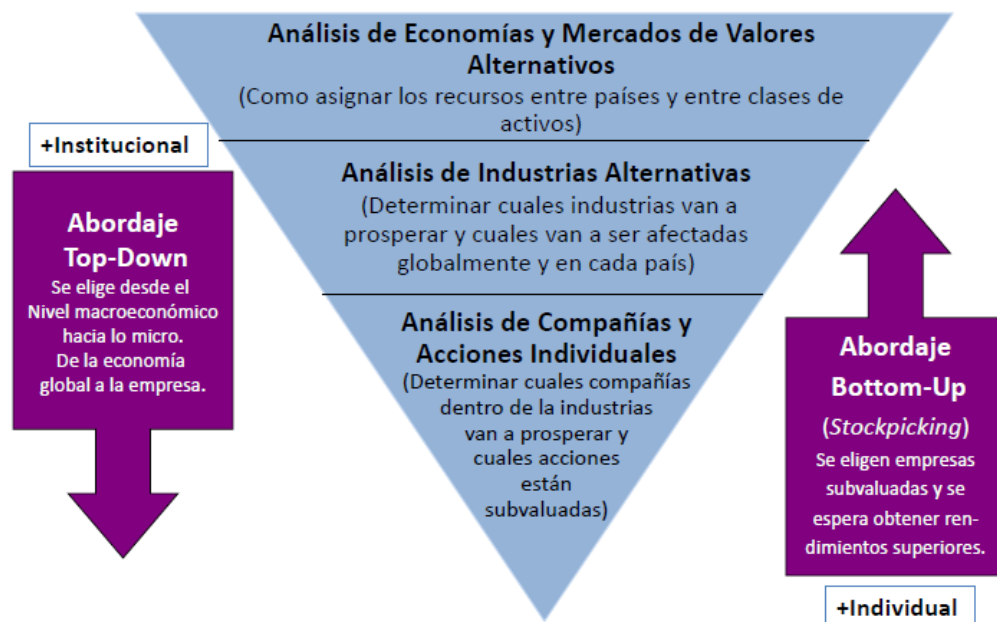 Análisis de Economías y Mercados de Valores
Alternativos
(Como asignar los recursos entre países y entre clases de
activos)
+Institucional
Análisis de Industrias Alternativas
(Determinar cuales industrias van a
prosperar y cuales van a ser afectadas
globalmente y en cada país)
Abordaje
Top-Down
Se elige desde el
Nivel macroeconómico
hacia lo micro.
De la economía
global a la empresa.
Análisis de Compañías y
Acciones Individuales
(Determinar cuales compañías
dentro de la industrias
van a prosperar y
cuales acciones
están
subvaluadas)
Abordaje
Bottom-Up
(Stockpicking)
Se eligen empresas
subvaluadas y se
espera obtener ren-
dimientos superiores.
+Individual